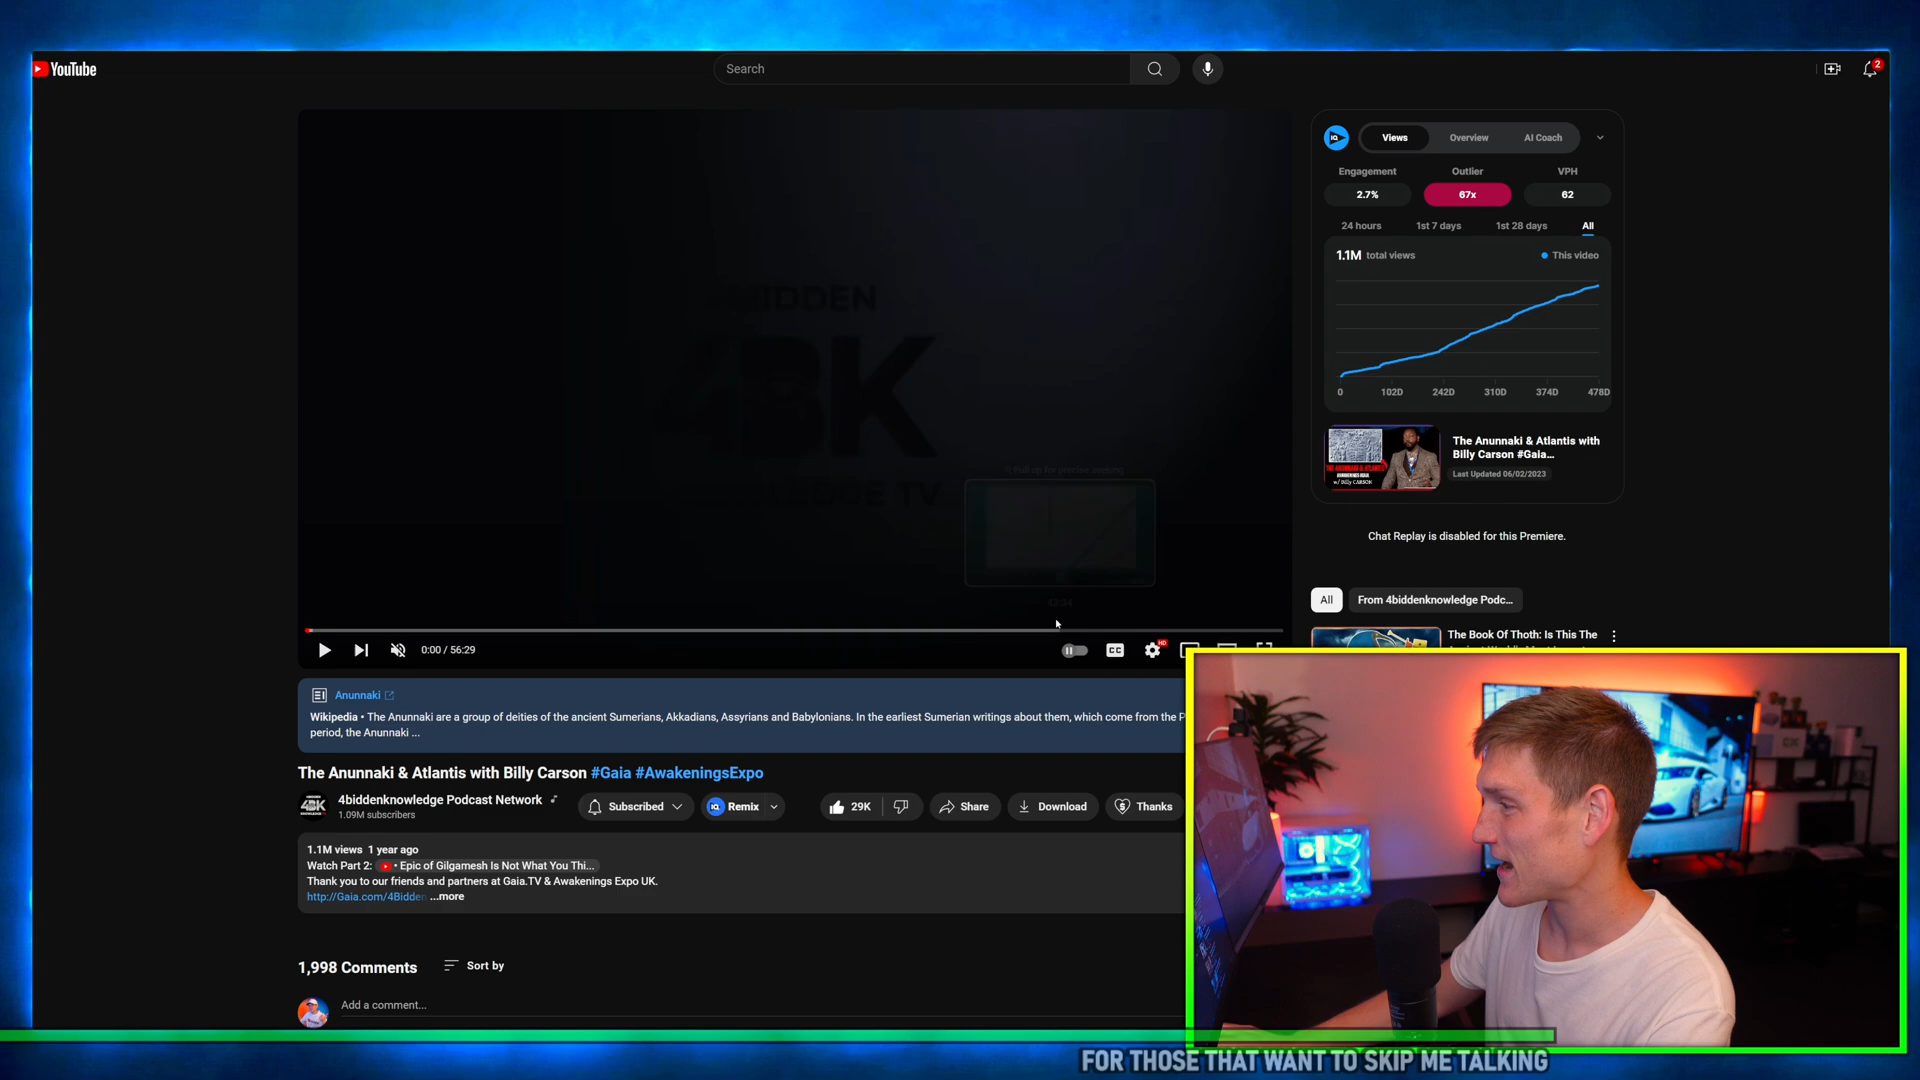 YouTube
Search
2
Views
Overview
AI Coach
Engagement
Outlier
VPH
2.7%
67x
62
24 hours
1st 7 days
1st 28 days
All
1.1M total views
This video
0
102D
242D
310D
374D
478D
The Anunnaki & Atlantis with
Billy Carson #Gaia...
Last Updated 06/02/2023
Chat Replay is disabled for this Premiere.
All
From 4biddenknowledge Podc...
The Book Of Thoth: Is This The
Pull up for precise seeking
0:00 / 56:29
CC
HD
Anunnaki
Wikipedia • The Anunnaki are a group of deities of the ancient Sumerians, Akkadians, Assyrians and Babylonians. In the earliest Sumerian writings about them, which come from the P
period, the Anunnaki ...
The Anunnaki & Atlantis with Billy Carson #Gaia #AwakeningsExpo
4biddenknowledge Podcast Network
1.09M subscribers
Subscribed
Remix
29K
Share
Download
Thanks
1.1M views 1 year ago
Watch Part 2: • Epic of Gilgamesh Is Not What You Thi...
Thank you to our friends and partners at Gaia.TV & Awakenings Expo UK.
http://Gaia.com/4Bidden ...more
1,998 Comments
Sort by
Add a comment...
FOR THOSE THAT WANT TO SKIP ME TALKING